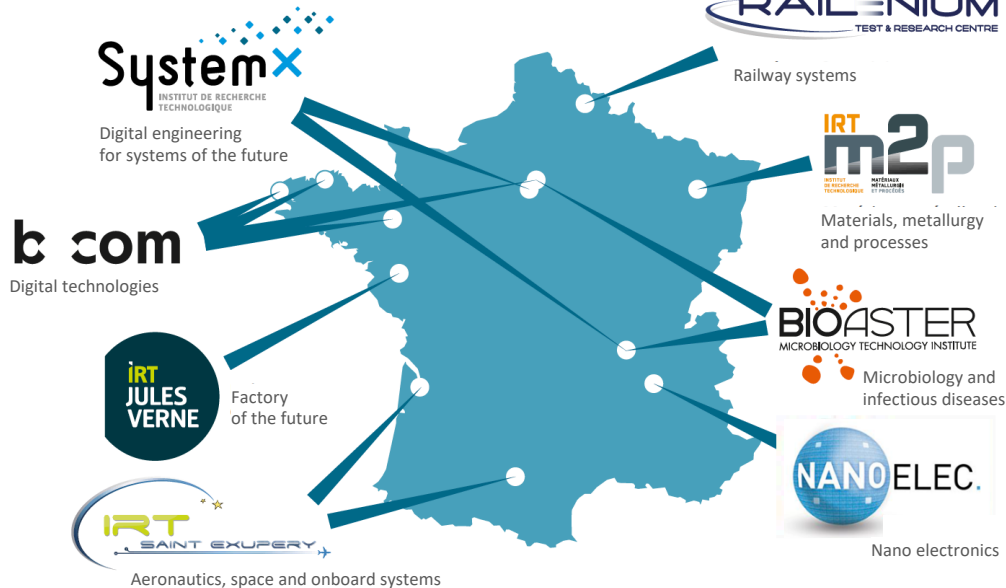 RAILENIUM
TEST & RESEARCH CENTRE
Railway systems
Systemx
INSTITUT DE RECHERCHE
TECHNOLOGIQUE
Digital engineering
for systems of the future
IRT
m2p
INSTITUT
DE RECHERCHE
TECHNOLOGIQUE
MATÉRIAUX
MÉTALLURGIE
ET PROCÉDÉS
Materials, metallurgy
and processes
b com
Digital technologies
BIOASTER
MICROBIOLOGY TECHNOLOGY INSTITUTE
Microbiology and
infectious diseases
iRT
JULES
VERNE
Factory
of the future
NANOELEC.
Nano electronics
IRT
SAINT EXUPERY
Aeronautics, space and onboard systems